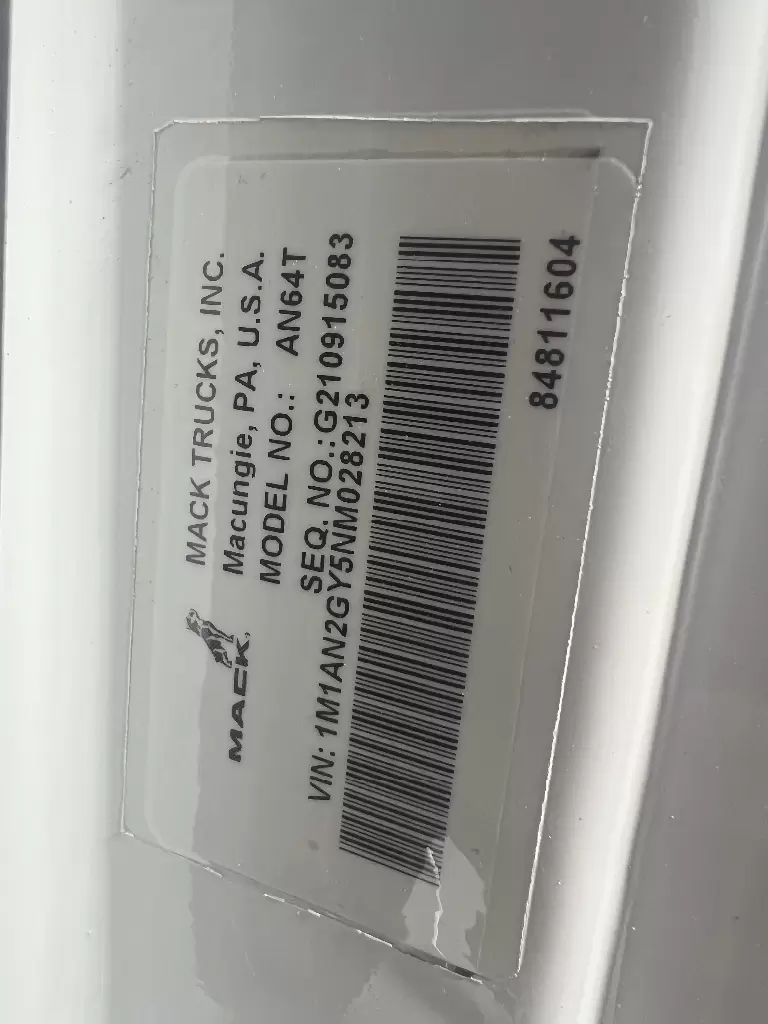 MACK TRUCKS, INC.
Macungie, PA, U.S.A.
MACK
MODEL NO.: AN64T
SEQ. NO.:G210915083
VIN: 1M1AN2GY5NM028213
84811604